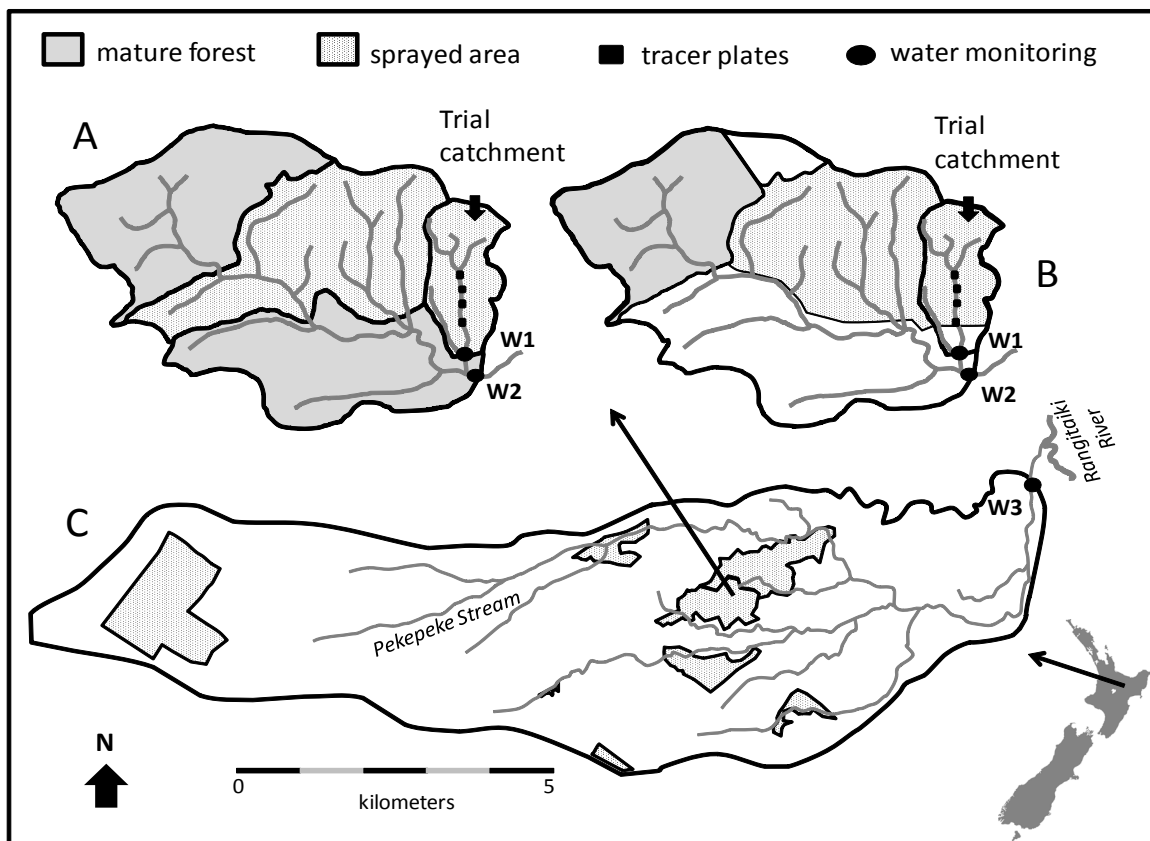 mature forest
sprayed area
tracer plates
water monitoring
A
Trial
catchment
Trial
catchment
B
W1
W2
W1
W2
Rangitaiki
River
C
W3
Pekepeke Stream
N
0
5
kilometers